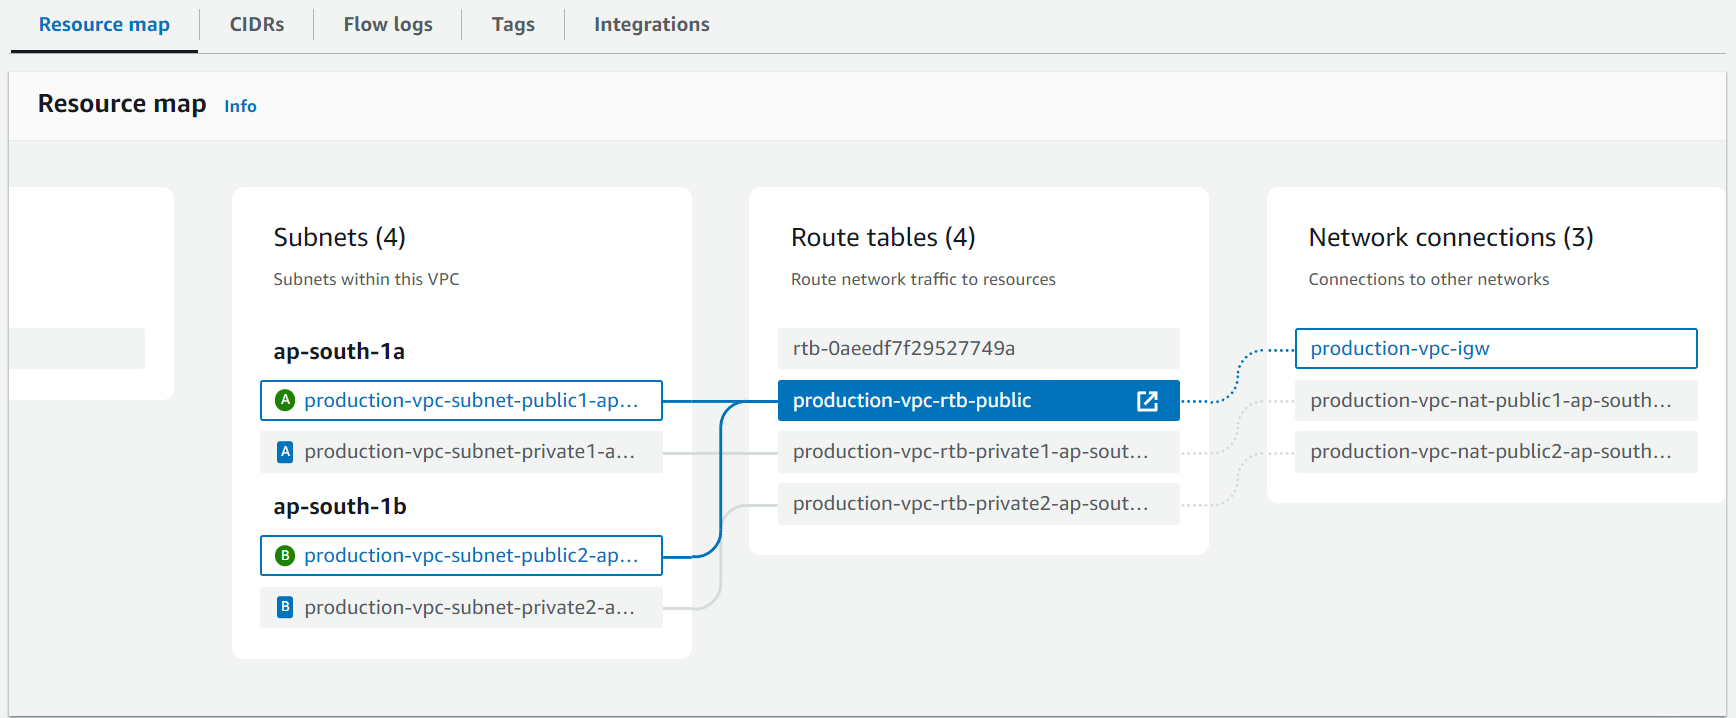 Resource map
CIDRs
Flow logs
Tags
Integrations
Resource map Info
Subnets (4)
Subnets within this VPC
ap-south-1a
A production-vpc-subnet-public1-ap...
A production-vpc-subnet-private1-a...
ap-south-1b
B production-vpc-subnet-public2-ap...
B production-vpc-subnet-private2-a...
Route tables (4)
Route network traffic to resources
rtb-0aeedf7f29527749a
production-vpc-rtb-public
production-vpc-rtb-private1-ap-sout...
production-vpc-rtb-private2-ap-sout...
Network connections (3)
Connections to other networks
production-vpc-igw
production-vpc-nat-public1-ap-south...
production-vpc-nat-public2-ap-south...